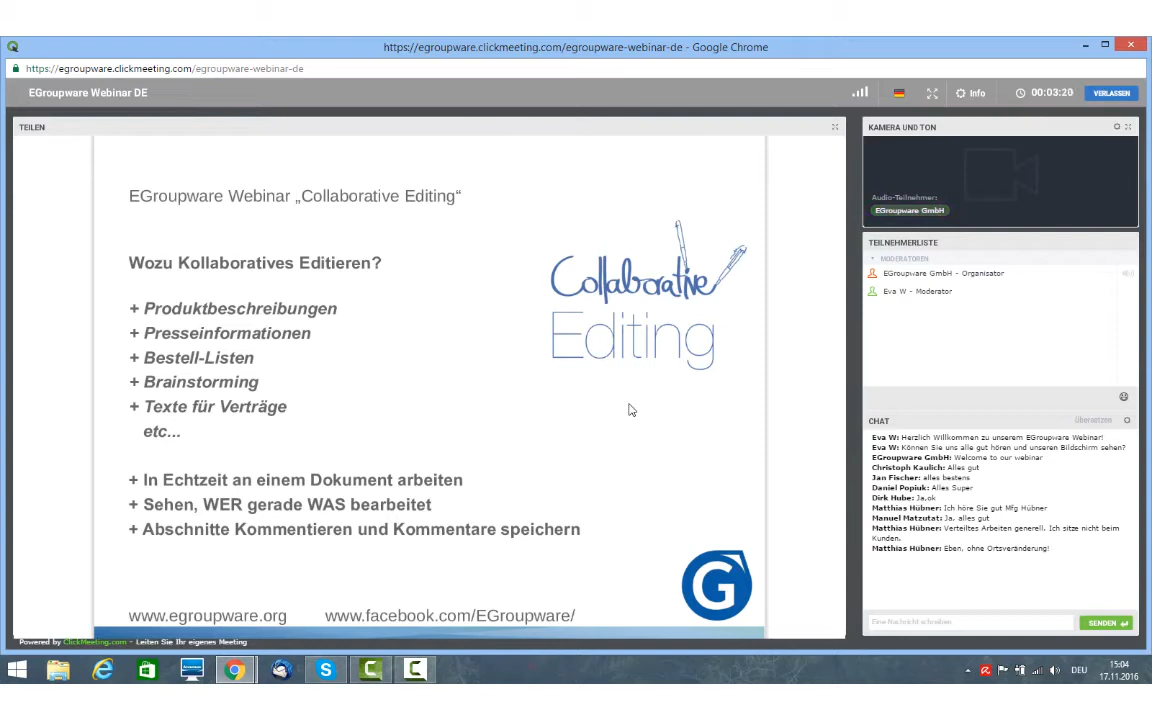 https://egroupware.clickmeeting.com/egroupware-webinar-de - Google Chrome
https://egroupware.clickmeeting.com/egroupware-webinar-de
EGroupware Webinar DE
Info
00:03:20
VERLASSEN
TEILEN
EGroupware Webinar „Collaborative Editing“
Wozu Kollaboratives Editieren?
+ Produktbeschreibungen
+ Presseinformationen
+ Bestell-Listen
+ Brainstorming
+ Texte für Verträge
etc...
+ In Echtzeit an einem Dokument arbeiten
+ Sehen, WER gerade WAS bearbeitet
+ Abschnitte Kommentieren und Kommentare speichern
Collaborative
Editing
G
www.egroupware.org www.facebook.com/EGroupware/
Powered by ClickMeeting.com - Leiten Sie Ihr eigenes Meeting
KAMERA UND TON
Audio-Teilnehmer:
EGroupware GmbH
TEILNEHMERLISTE
MODERATOREN
EGroupware GmbH - Organisator
Eva W - Moderator
CHAT
Übersetzen
Eva W: Herzlich Willkommen zu unserem EGroupware Webinar!
Eva W: Können Sie uns alle gut hören und unseren Bildschirm sehen?
EGroupware GmbH: Welcome to our webinar
Christoph Kaulich: Alles gut
Jan Fischer: alles bestens
Daniel Popiuk: Alles Super
Dirk Hube: Ja,ok
Matthias Hübner: Ich höre Sie gut Mfg Hübner
Manuel Matzutat: Ja, alles gut
Matthias Hübner: Verteiltes Arbeiten generell. Ich sitze nicht beim
Kunden.
Matthias Hübner: Eben, ohne Ortsveränderung!
Eine Nachricht schreiben
SENDEN
DEU
15:04
17.11.2016